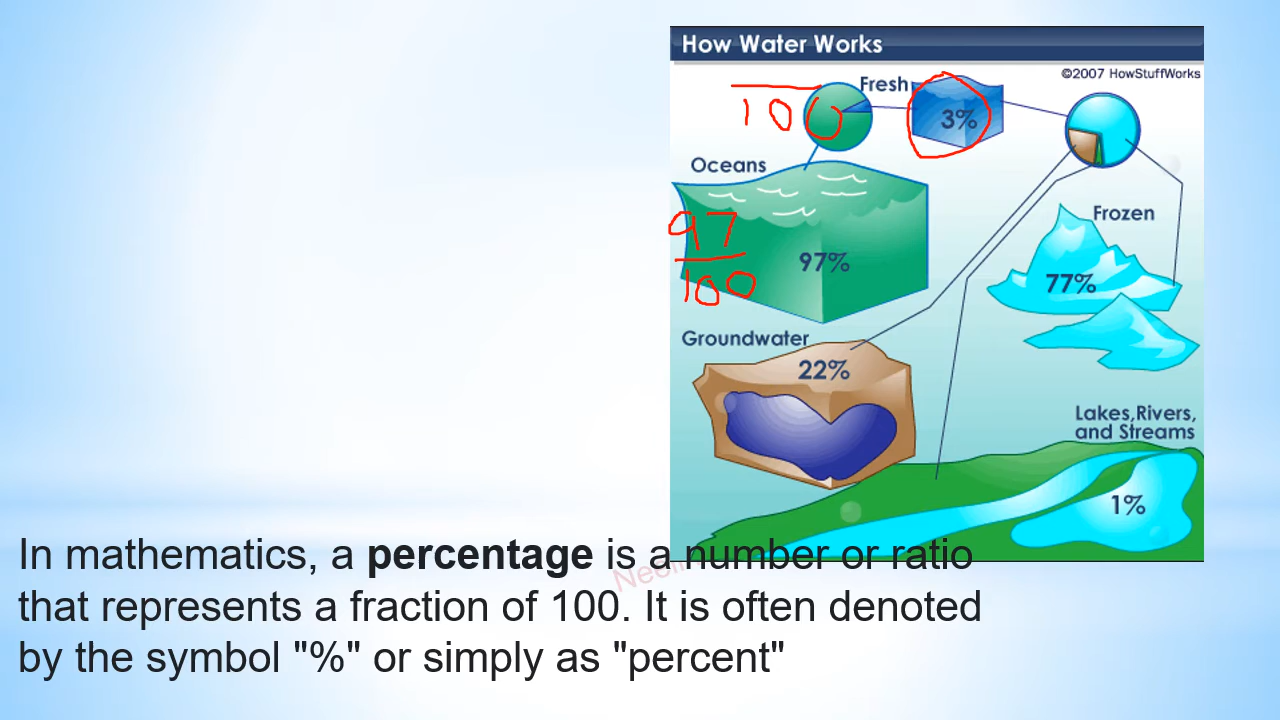 How Water Works
©2007 HowStuffWorks
Fresh
3%
100
Oceans
97
100
97%
Frozen
77%
Groundwater
22%
Lakes, Rivers,
and Streams
1%
In mathematics, a percentage is a number or ratio
that represents a fraction of 100. It is often denoted
by the symbol "%" or simply as "percent"